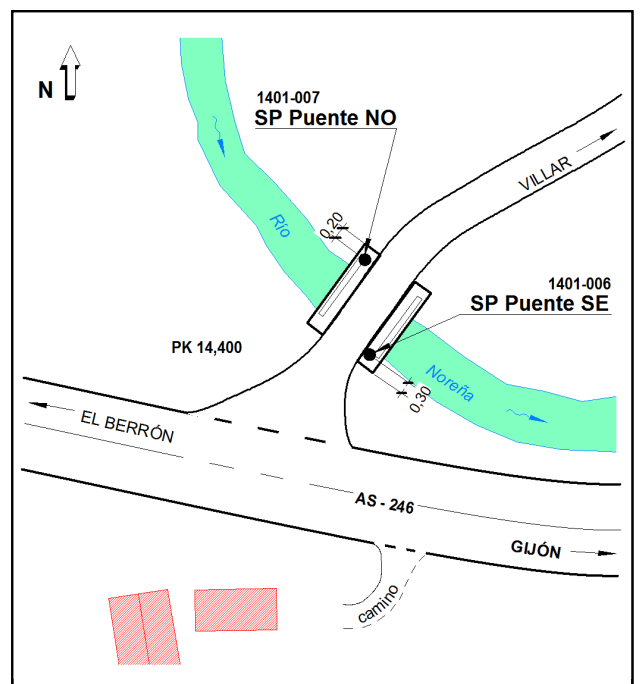 N
1401-007
SP Puente NO
VILLAR
0,20
Río
1401-006
SP Puente SE
PK 14,400
Noreña
0,30
EL BERRÓN
AS - 246
GIJÓN
camino